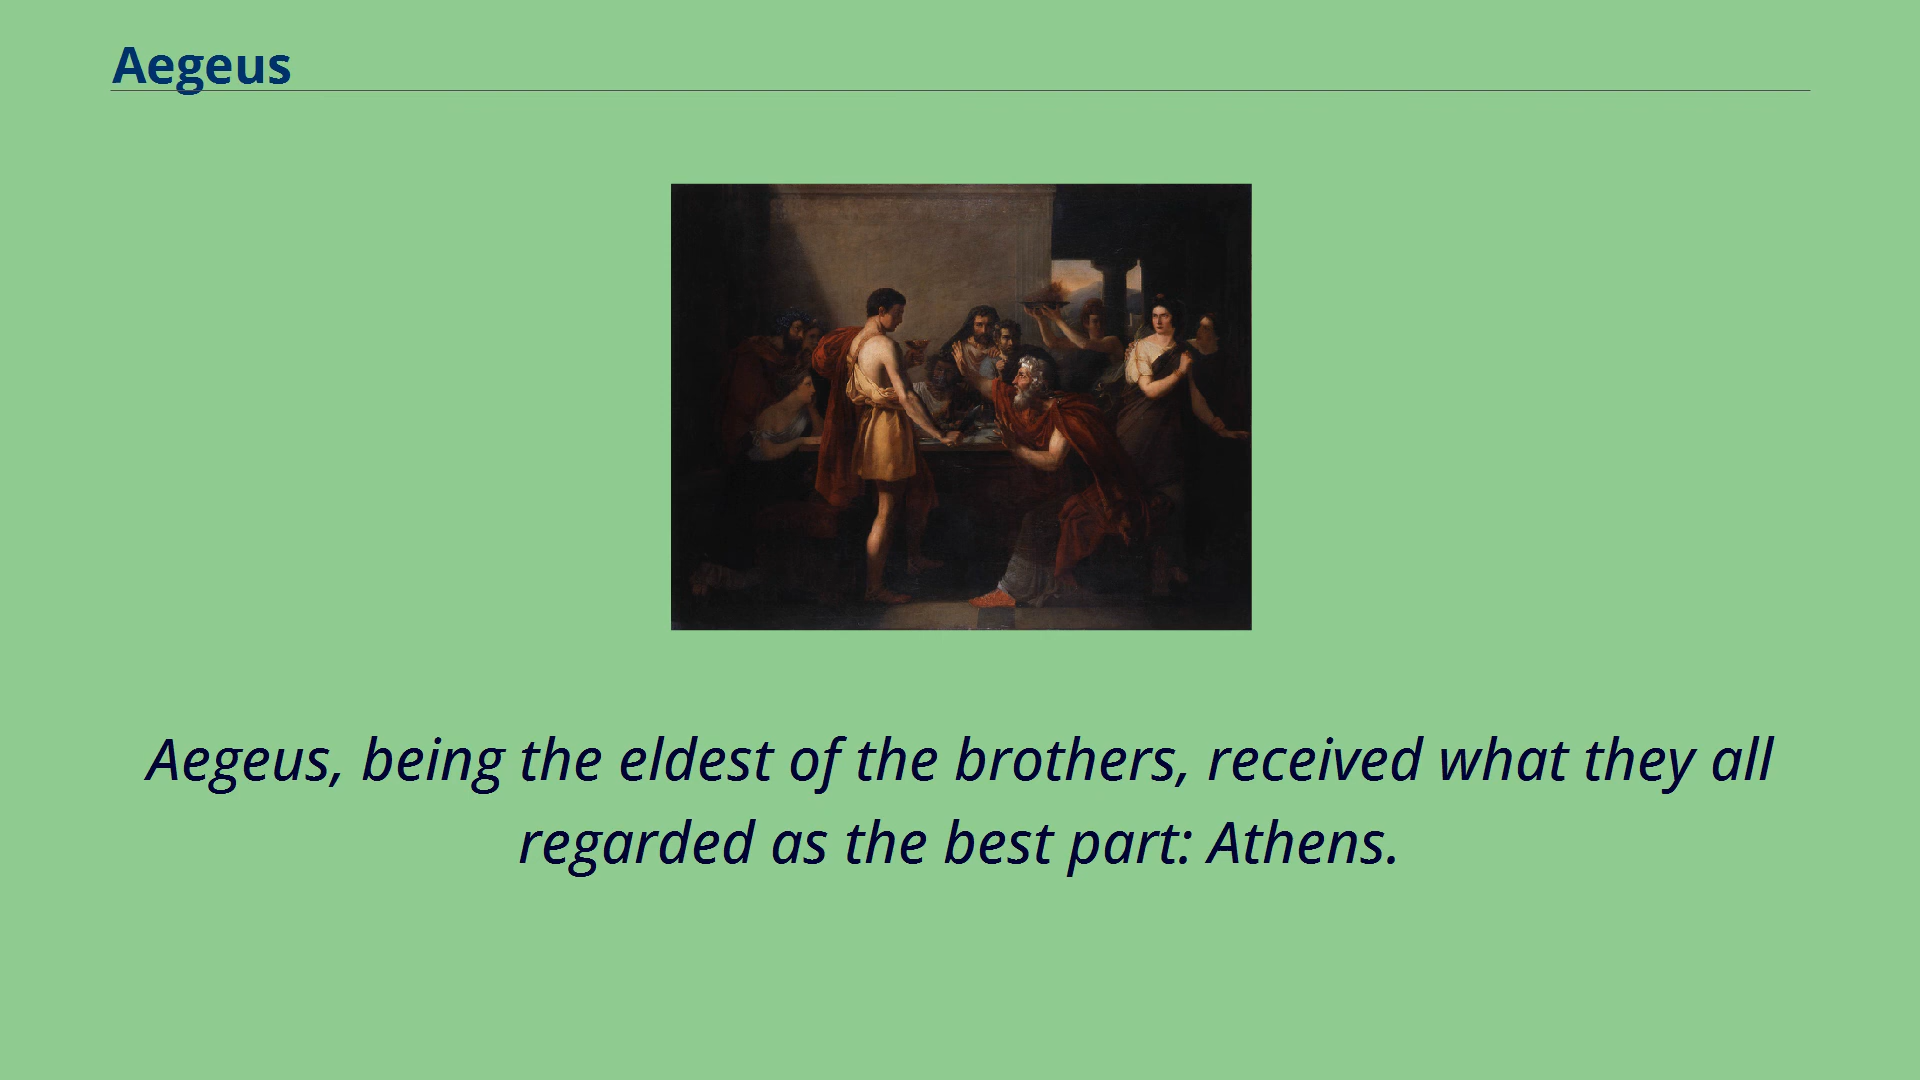 Aegeus
Aegeus, being the eldest of the brothers, received what they all
regarded as the best part: Athens.